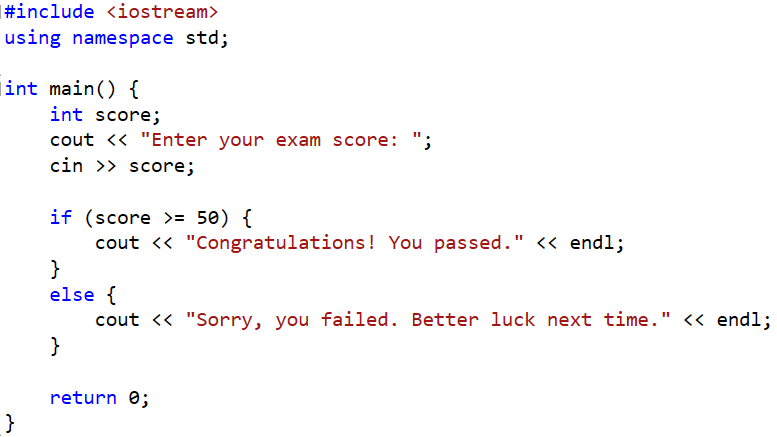 #include <iostream>
using namespace std;

int main() {
    int score;
    cout << "Enter your exam score: ";
    cin >> score;

    if (score >= 50) {
        cout << "Congratulations! You passed." << endl;
    }
    else {
        cout << "Sorry, you failed. Better luck next time." << endl;
    }

    return 0;
}